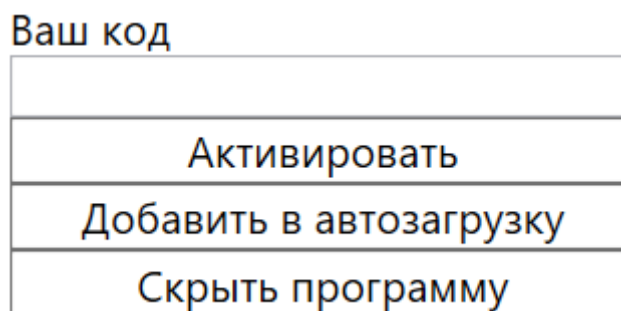 Ваш код
Активировать
Добавить в автозагрузку
Скрыть программу